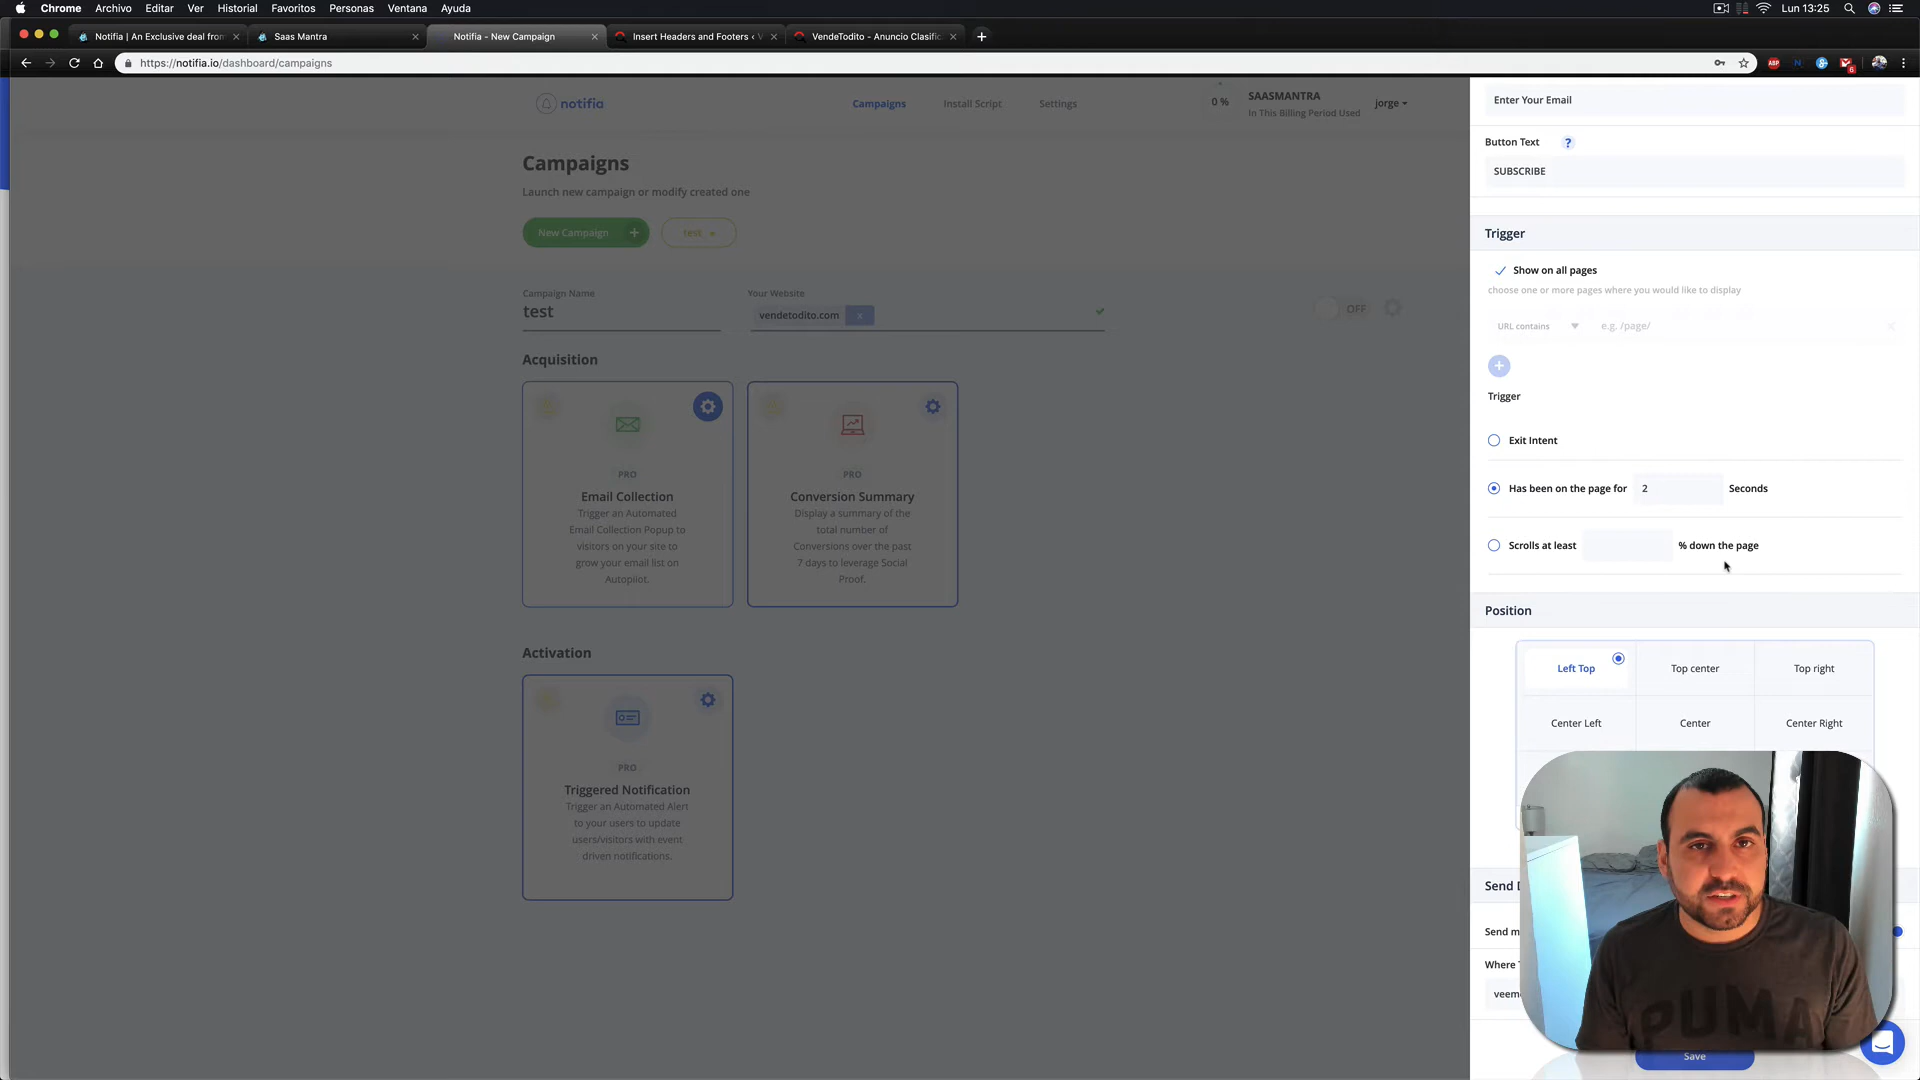 Chrome Archivo Editar Ver Historial Favoritos Personas Ventana Ayuda Lun 13:25
Notifia | An Exclusive deal from Saas Mantra Notifia - New Campaign Insert Headers and Footers ‹ VendeTodito - Anuncio Clasific
https://notifia.io/dashboard/campaigns ABP
notifia Campaigns Install Script Settings 0 % SAASMANTRA
In This Billing Period Used jorge
Campaigns
Launch new campaign or modify created one
New Campaign + test
Campaign Name Your Website
test vendetodito.com x OFF
Acquisition
PRO
Email Collection
Trigger an Automated
Email Collection Popup to
visitors on your site to
grow your email list on
Autopilot.
PRO
Conversion Summary
Display a summary of the
total number of
Conversions over the past
7 days to leverage Social
Proof.
Activation
PRO
Triggered Notification
Trigger an Automated Alert
to your users to update
users/visitors with event
driven notifications.
Enter Your Email
Button Text ?
SUBSCRIBE
Trigger
Show on all pages
choose one or more pages where you would like to display
URL contains e.g. /page/
+
Trigger
Exit Intent
Has been on the page for 2 Seconds
Scrolls at least % down the page
Position
Left Top Top center Top right
Center Left Center Center Right
Send
Send
Where
PUMA
Save